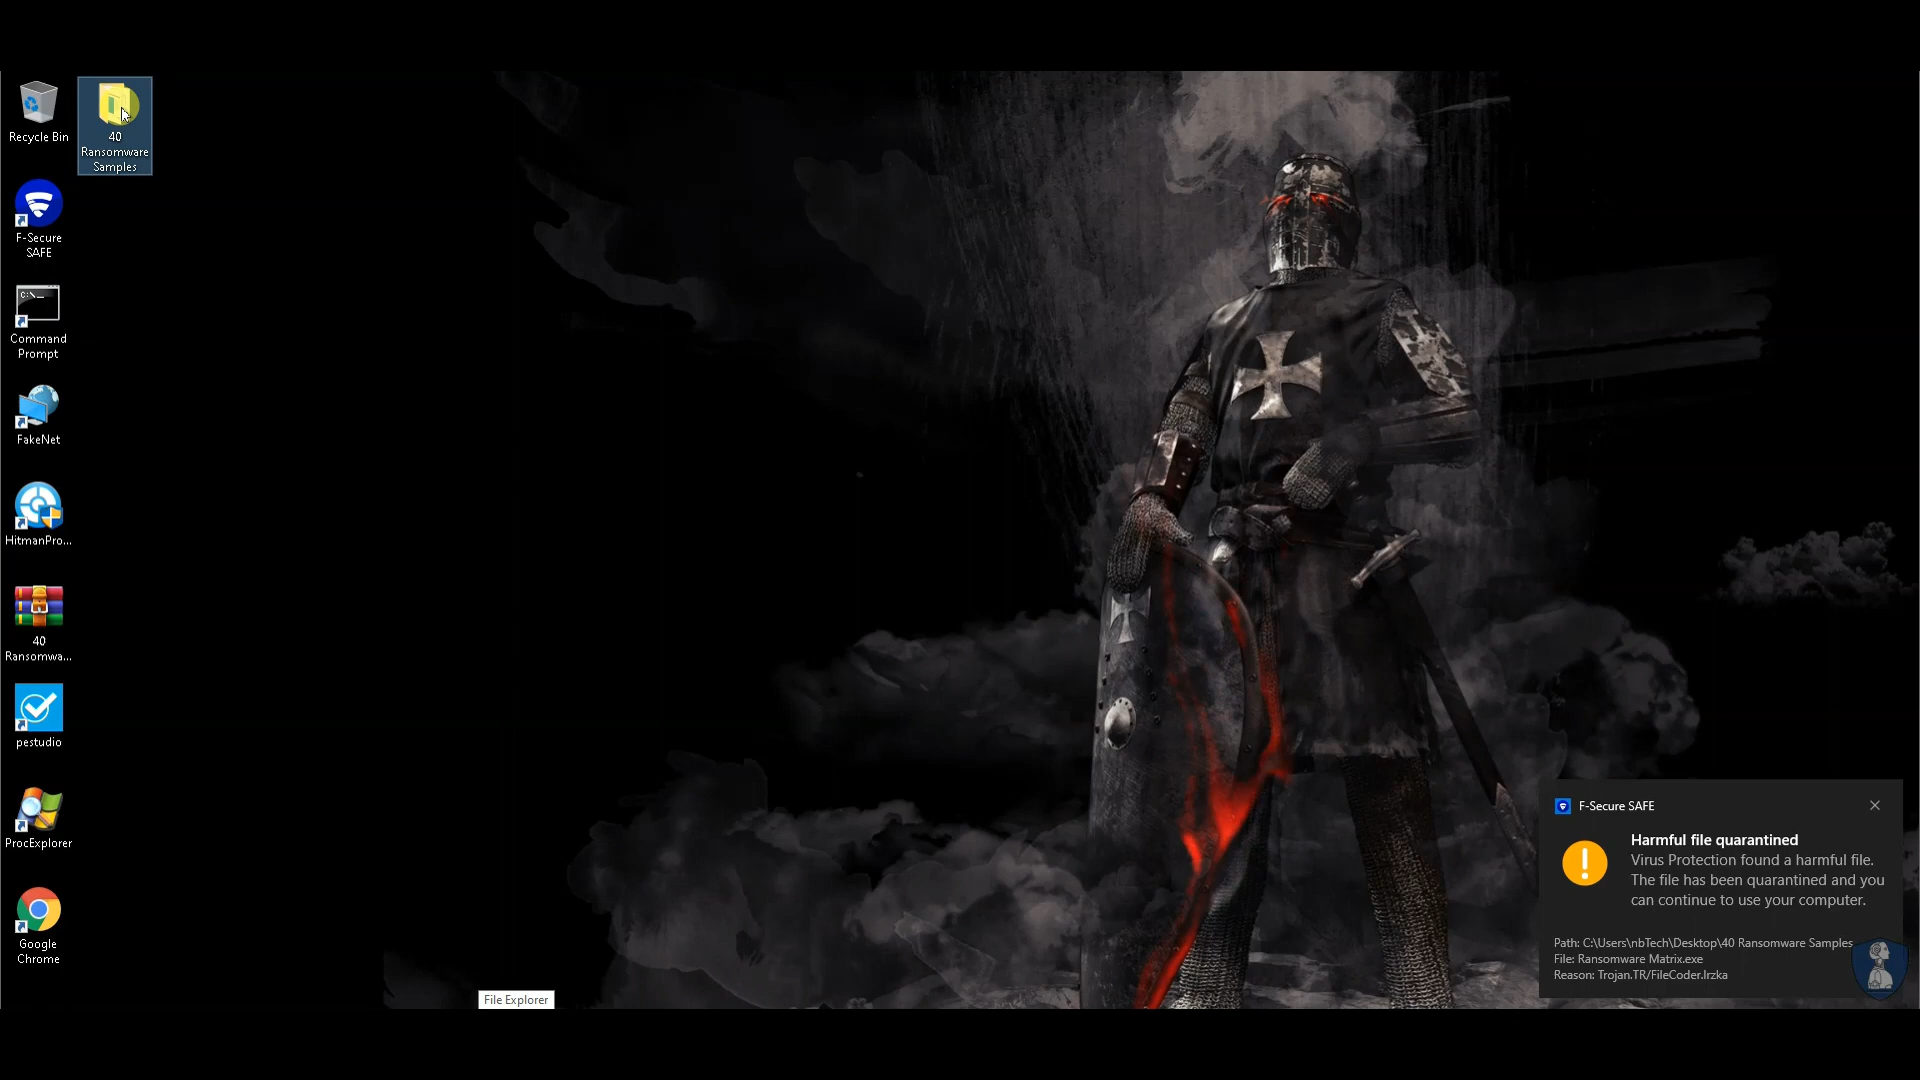 Recycle Bin
40
Ransomware
Samples
F-Secure
SAFE
C:\_
Command
Prompt
FakeNet
HitmanPro...
40
Ransomwa...
pestudio
ProcExplorer
Google
Chrome
File Explorer
F-Secure SAFE
Harmful file quarantined
Virus Protection found a harmful file.
The file has been quarantined and you
can continue to use your computer.
Path: C:\Users\nbTech\Desktop\40 Ransomware Samples
File: Ransomware Matrix.exe
Reason: Trojan.TR/FileCoder.lrzka